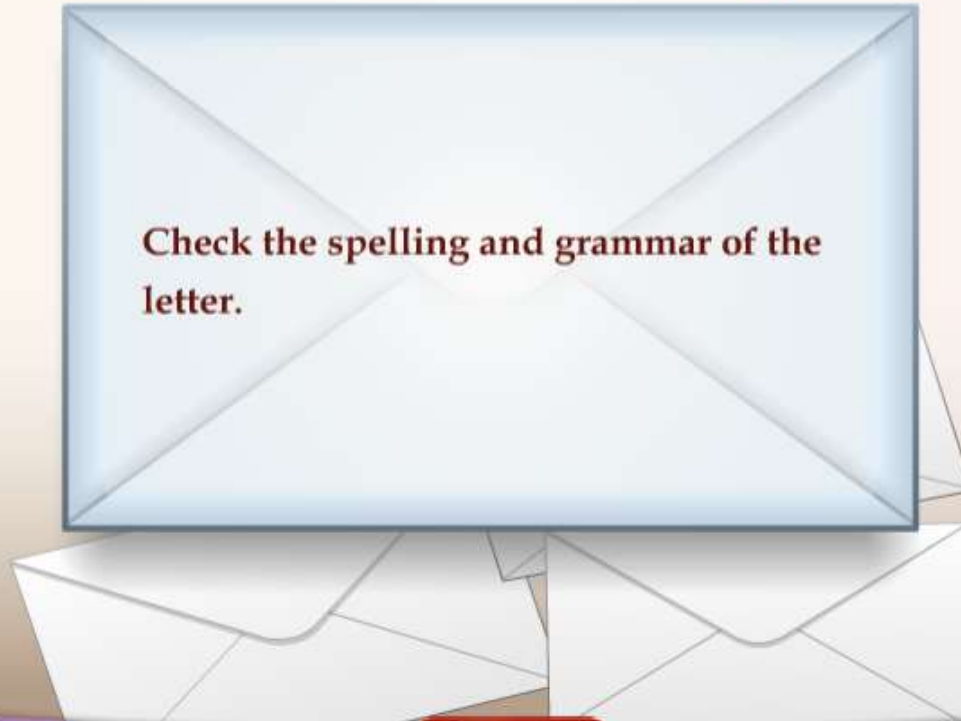 Check the spelling and grammar of the
letter.